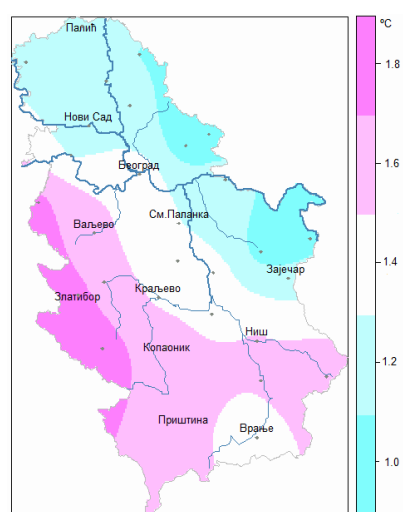 Палић
°C
1.8
Нови Сад
Београд
1.6
См.Паланка
Ваљево
1.4
Зајечар
Златибор
Краљево
Ниш
Копаоник
1.2
Приштина
Врање
1.0